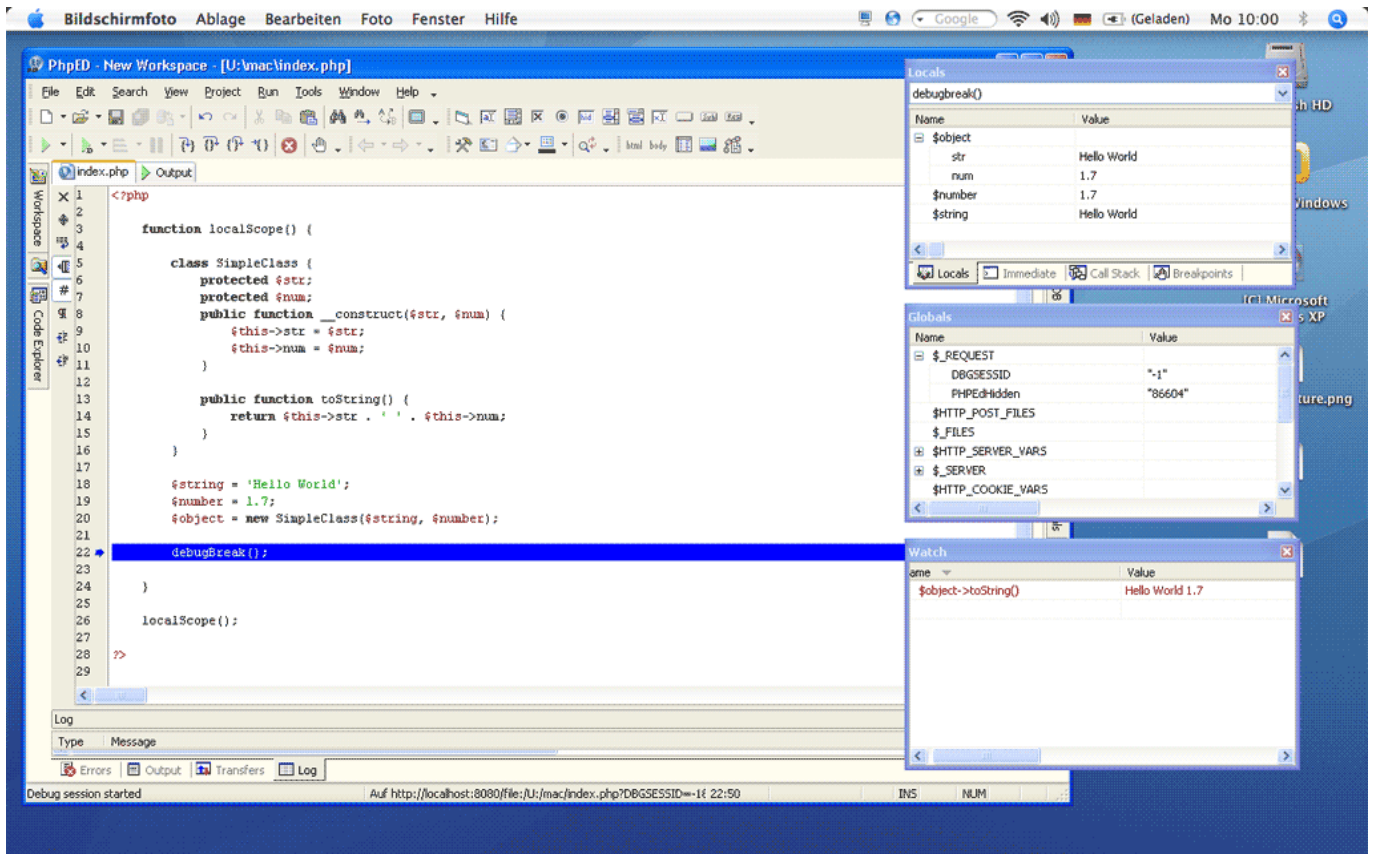 Bildschirmfoto Ablage Bearbeiten Foto Fenster Hilfe Google (Geladen) Mo 10:00
PhpED - New Workspace - [U:\mac\index.php]
File Edit Search View Project Run Tools Window Help
html body
index.php Output
Workspace
Code Explorer
1 <?php
2
3 function localScope() {
4
5 class SimpleClass {
6 protected $str;
7 protected $num;
8 public function __construct($str, $num) {
9 $this->str = $str;
10 $this->num = $num;
11 }
12
13 public function toString() {
14 return $this->str . ' ' . $this->num;
15 }
16 }
17
18 $string = 'Hello World';
19 $number = 1.7;
20 $object = new SimpleClass($string, $number);
21
22 debugBreak();
23
24 }
25
26 localScope();
27
28 ?>
29
Log
Type Message
Errors Output Transfers Log
Debug session started Auf http://localhost:8080/file:/U:/mac/index.php?DBGSESSID=-1 22:50 INS NUM
Locals
debugbreak()
Name Value
$object
str Hello World
num 1.7
$number 1.7
$string Hello World
Locals Immediate Call Stack Breakpoints
Globals
Name Value
$_REQUEST
DBGSESSID "-1"
PHPEdHidden "86604"
$HTTP_POST_FILES
$_FILES
$HTTP_SERVER_VARS
$_SERVER
$HTTP_COOKIE_VARS
Watch
ame Value
$object->toString() Hello World 1.7
HD
Windows
[C] Microsoft
s XP
ture.png